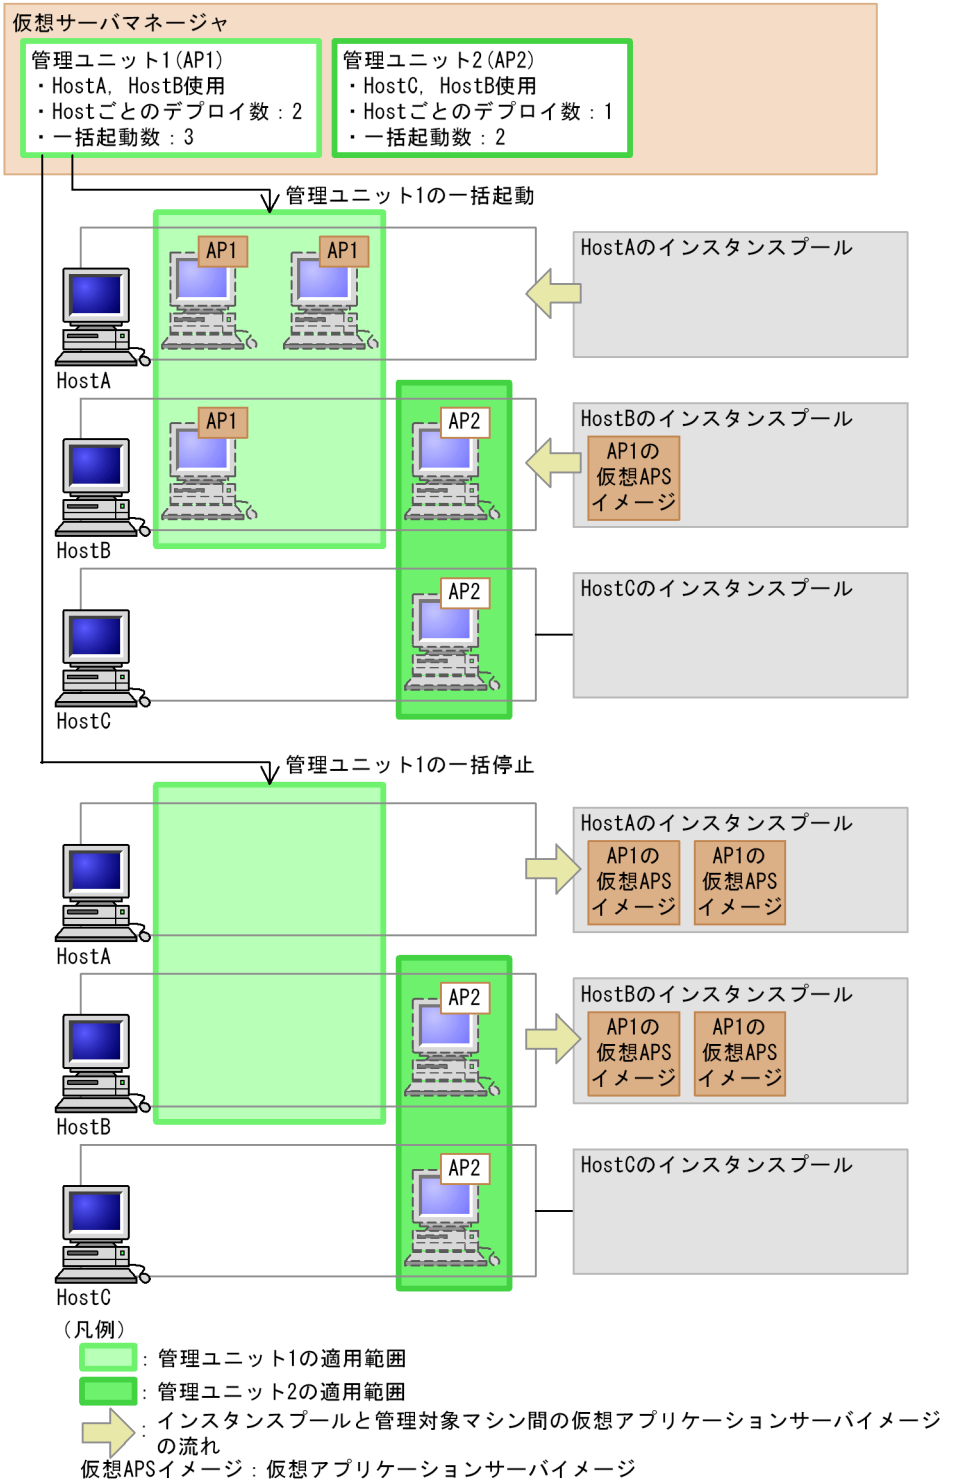 仮想サーバマネージャ
管理ユニット1(AP1)
・HostA, HostB使用
・Hostごとのデプロイ数：2
・一括起動数：3
管理ユニット2(AP2)
・HostC, HostB使用
・Hostごとのデプロイ数：1
・一括起動数：2
管理ユニット1の一括起動
AP1
AP1
HostA
HostAのインスタンスプール
AP1
AP2
HostB
HostBのインスタンスプール
AP1の
仮想APS
イメージ
AP2
HostC
HostCのインスタンスプール
管理ユニット1の一括停止
HostA
HostAのインスタンスプール
AP1の
仮想APS
イメージ
AP1の
仮想APS
イメージ
AP2
HostB
HostBのインスタンスプール
AP1の
仮想APS
イメージ
AP1の
仮想APS
イメージ
AP2
HostC
HostCのインスタンスプール
（凡例）
：管理ユニット1の適用範囲
：管理ユニット2の適用範囲
：インスタンスプールと管理対象マシン間の仮想アプリケーションサーバイメージ
の流れ
仮想APSイメージ：仮想アプリケーションサーバイメージ